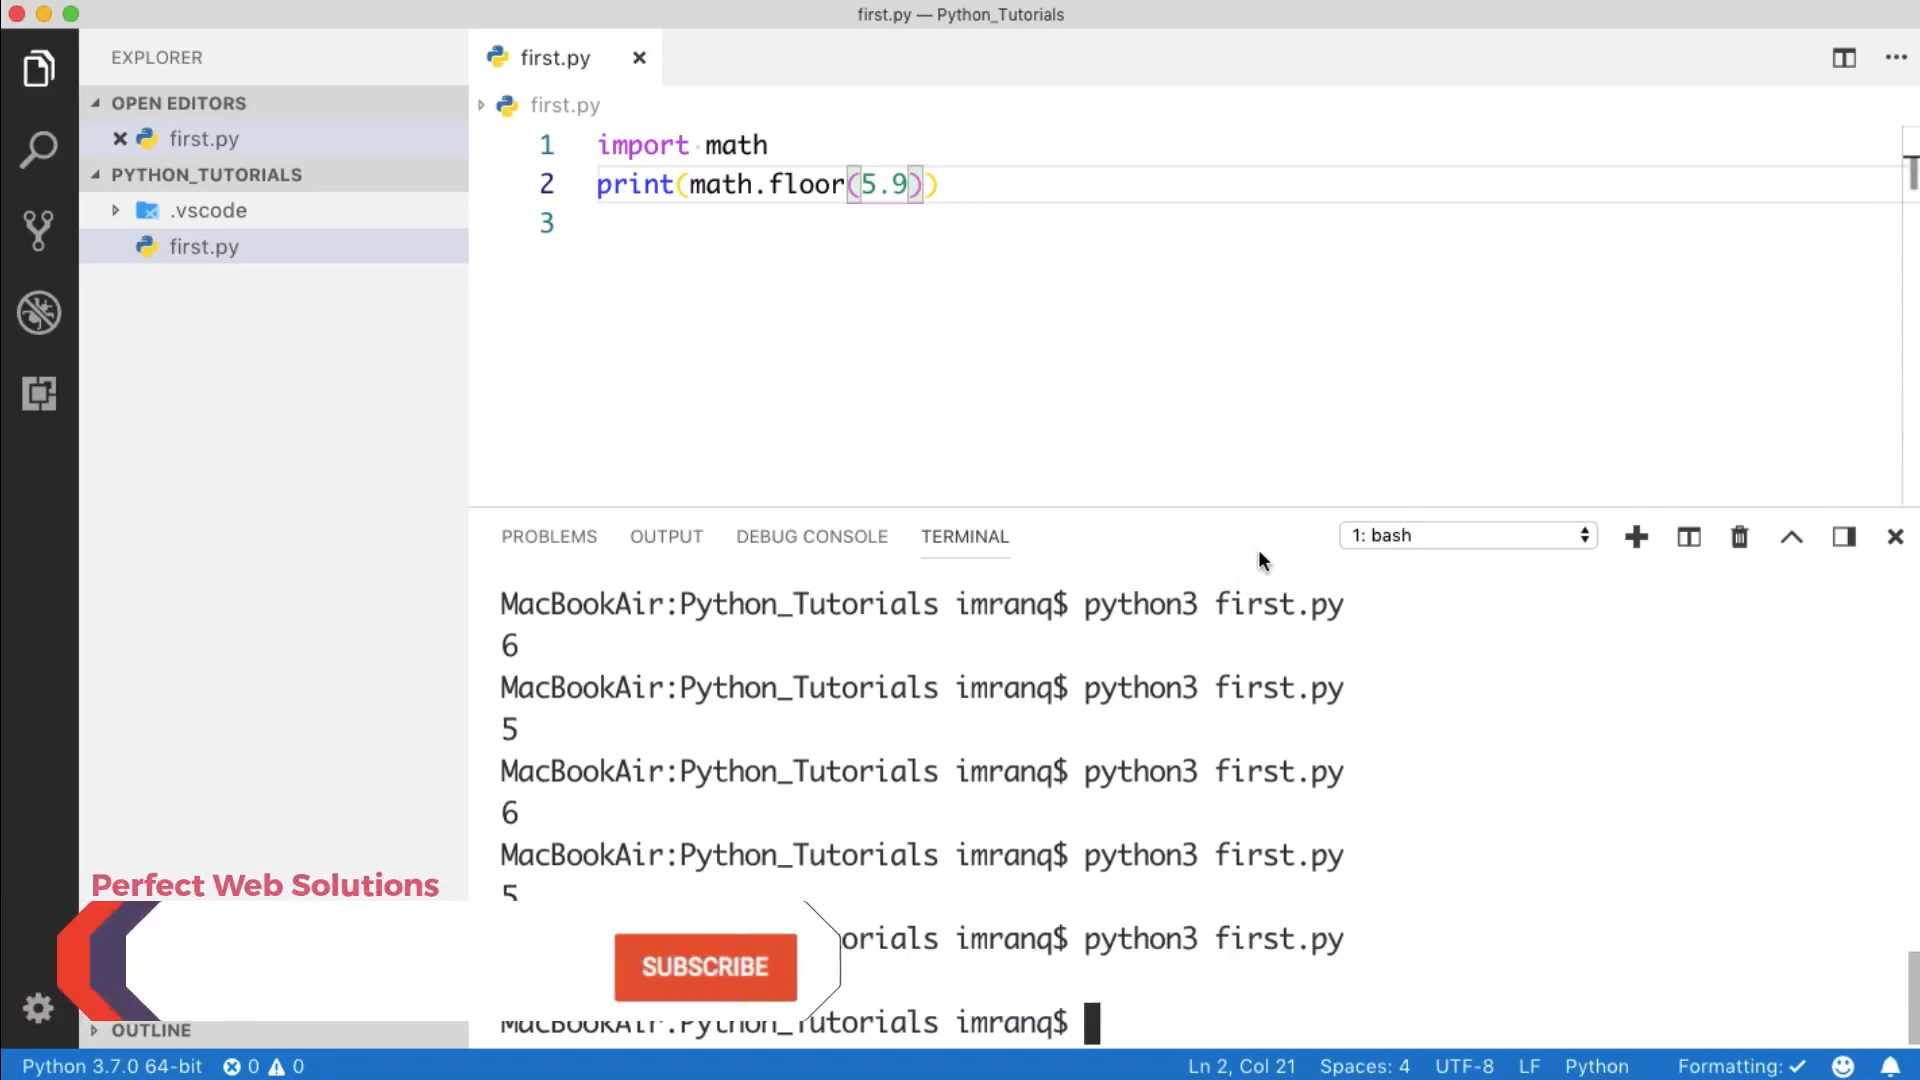 first.py — Python_Tutorials
EXPLORER
OPEN EDITORS
first.py
PYTHON_TUTORIALS
.vscode
first.py
first.py
first.py
1 import math
2 print(math.floor(5.9))
3
PROBLEMS OUTPUT DEBUG CONSOLE TERMINAL 1: bash
MacBookAir:Python_Tutorials imranq$ python3 first.py
6
MacBookAir:Python_Tutorials imranq$ python3 first.py
5
MacBookAir:Python_Tutorials imranq$ python3 first.py
6
MacBookAir:Python_Tutorials imranq$ python3 first.py
5
orials imranq$ python3 first.py
MacBookAir:Python_Tutorials imranq$
Perfect Web Solutions
SUBSCRIBE
OUTLINE
Python 3.7.0 64-bit 0 0 Ln 2, Col 21 Spaces: 4 UTF-8 LF Python Formatting: ✓